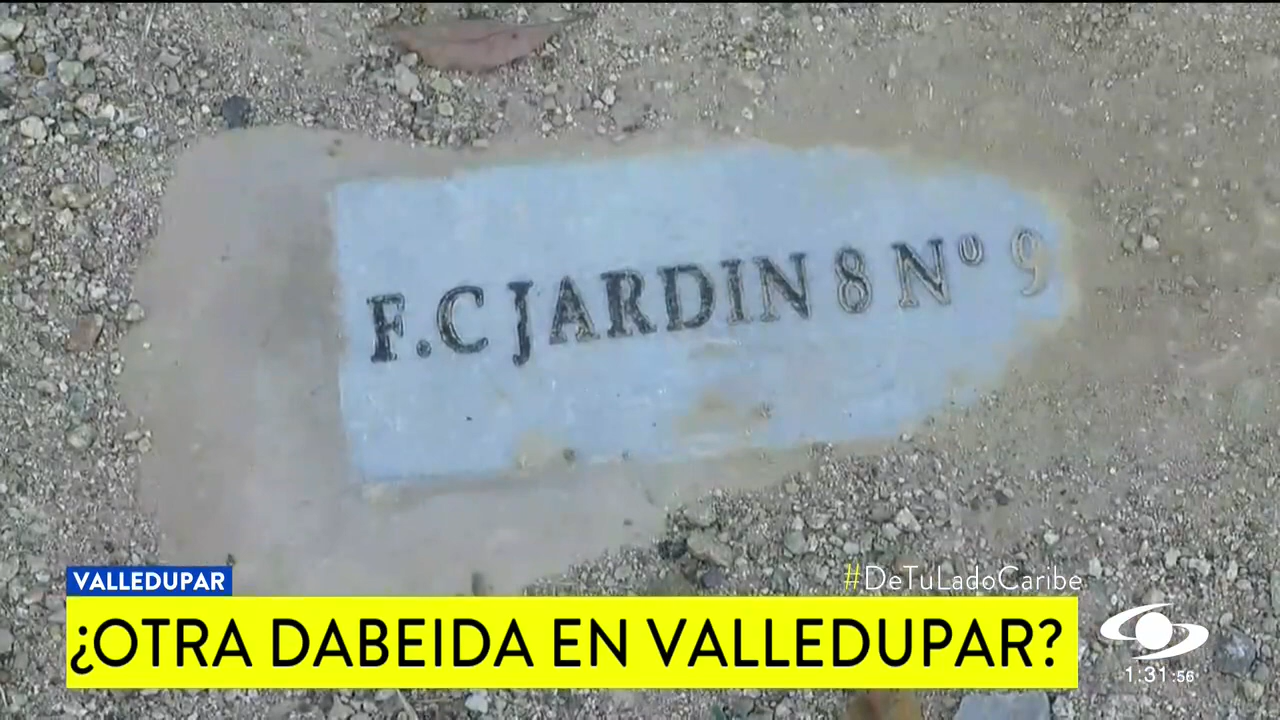 F.C JARDIN 8 Nº 9
VALLEDUPAR
#DeTuLadoCaribe
¿OTRA DABEIDA EN VALLEDUPAR?
1:31:56